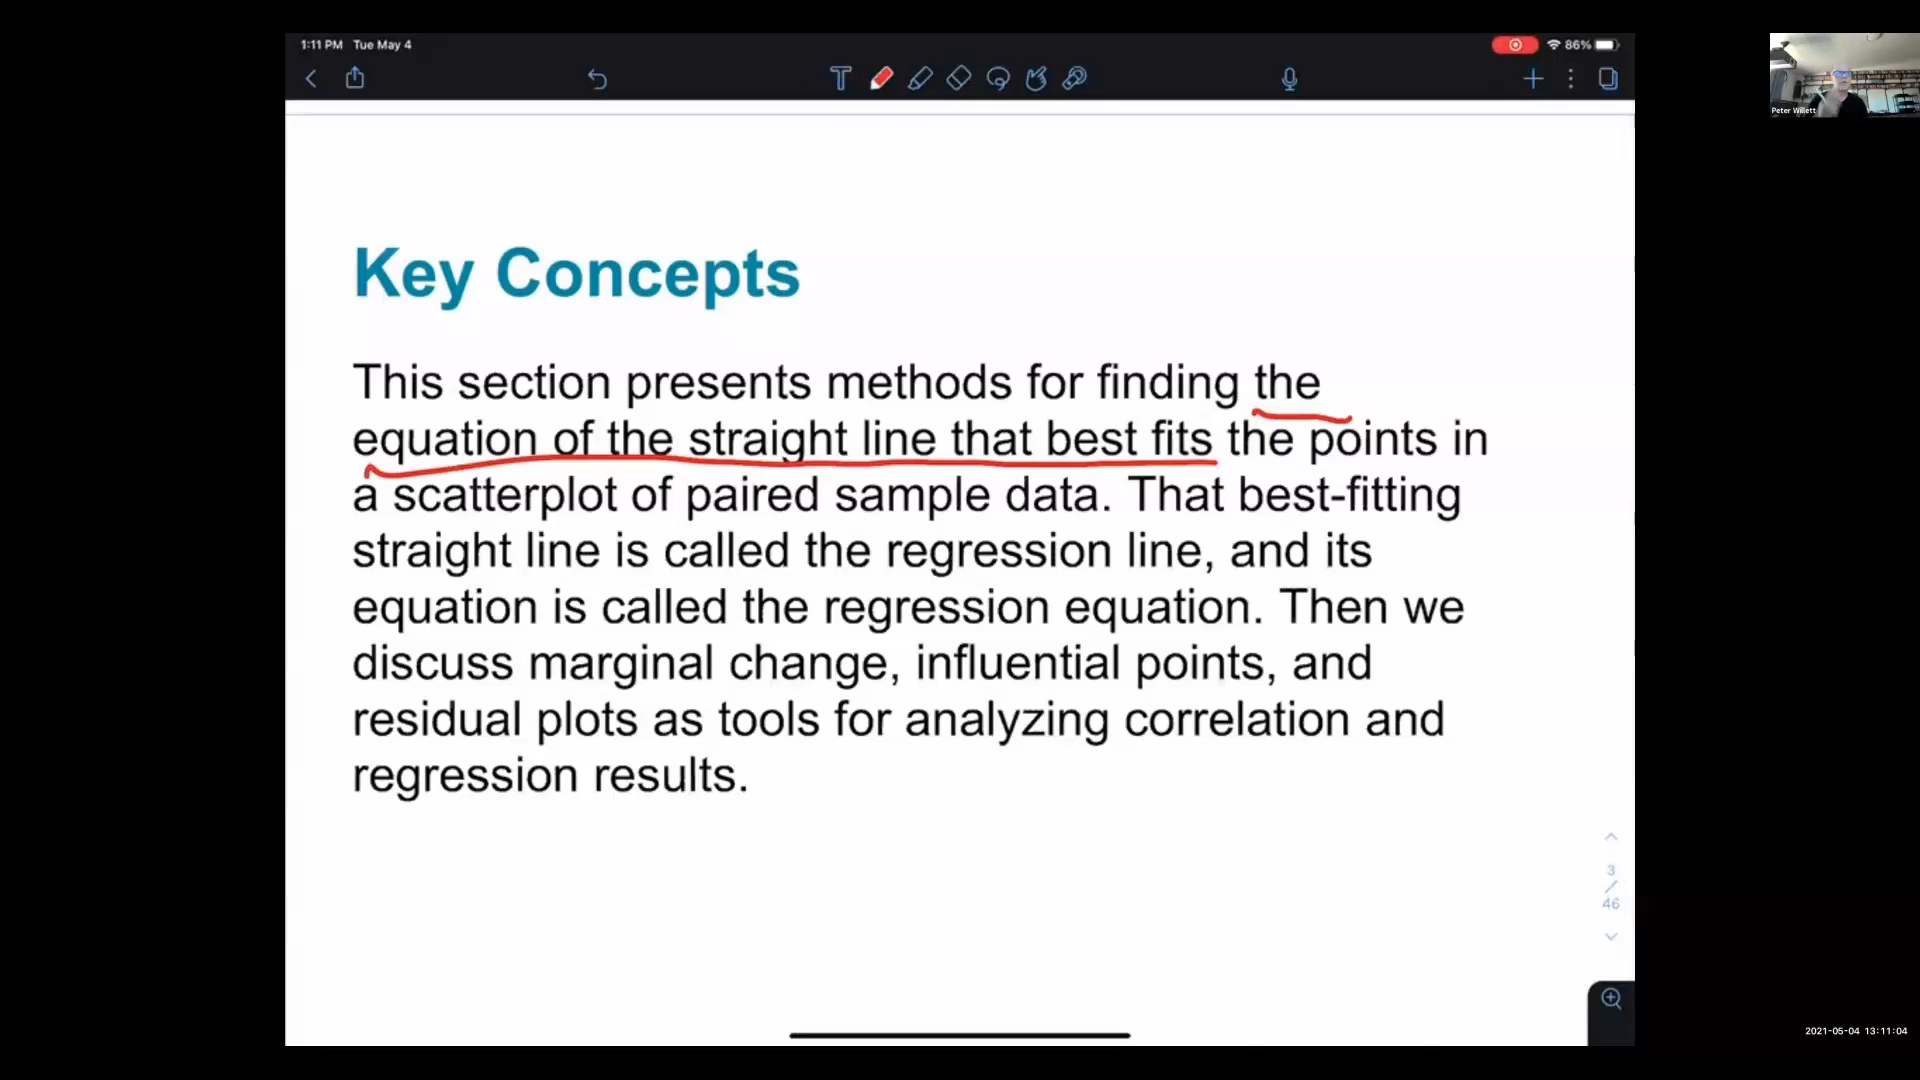 1:11 PM Tue May 4
86%
Peter Willett
Key Concepts
This section presents methods for finding the
equation of the straight line that best fits the points in
a scatterplot of paired sample data. That best-fitting
straight line is called the regression line, and its
equation is called the regression equation. Then we
discuss marginal change, influential points, and
residual plots as tools for analyzing correlation and
regression results.
3
/
46
2021-05-04 13:11:04